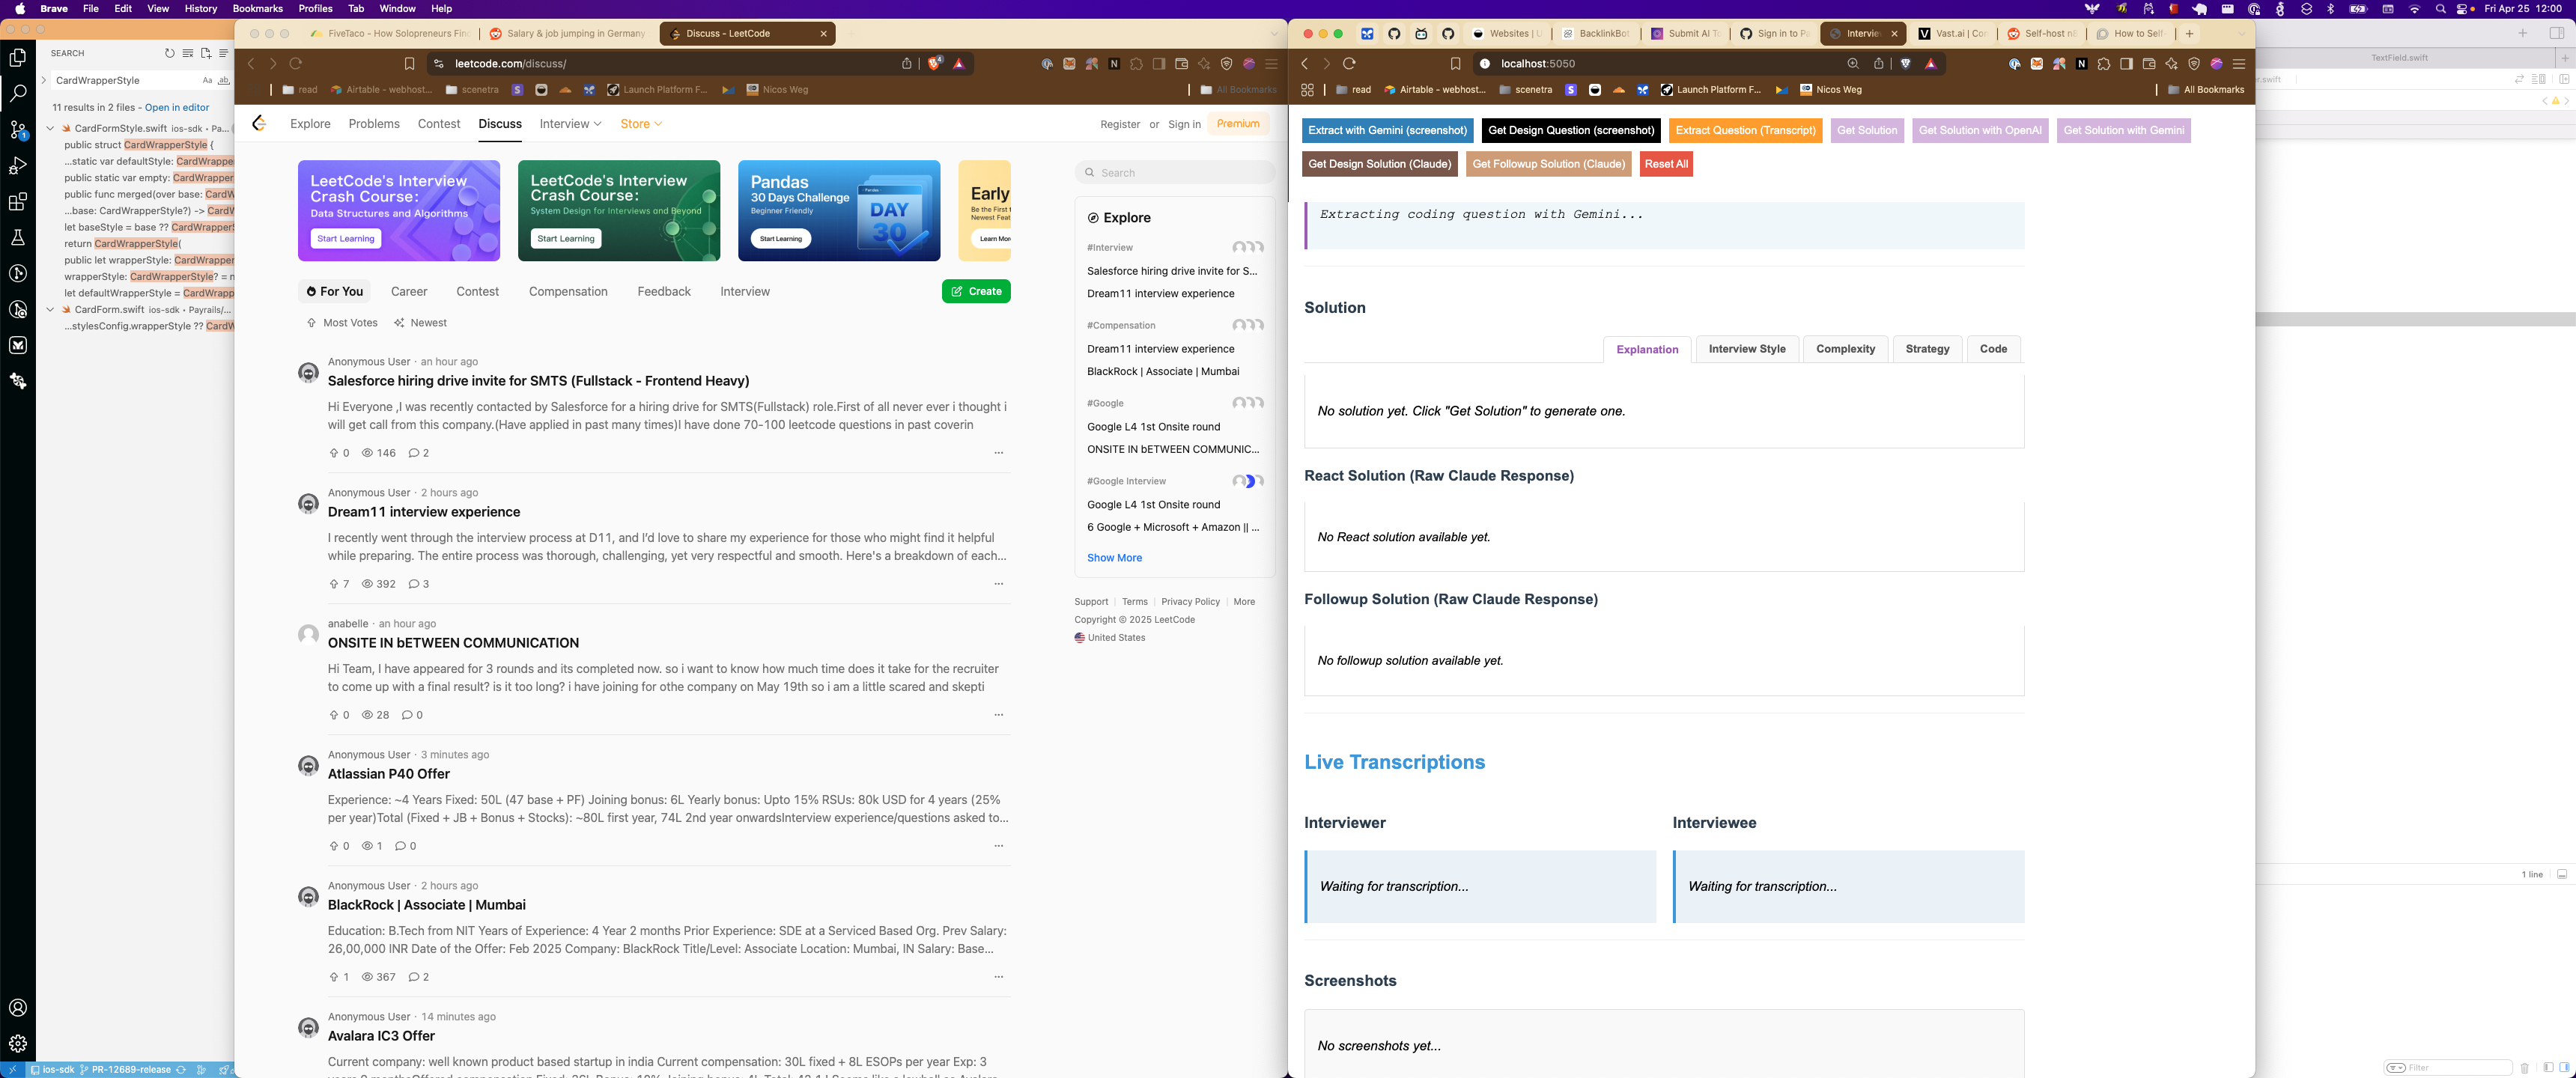 Brave File Edit View History Bookmarks Profiles Tab Window Help
Fri Apr 25 12:00
SEARCH
CardWrapperStyle
11 results in 2 files - Open in editor
CardFormStyle.swift ios-sdk • Pa...
public struct CardWrapperStyle {
...static var defaultStyle: CardWrappe
public static var empty: CardWrapper
public func merged(over base: CardW
...base: CardWrapperStyle?) -> CardW
let baseStyle = base ?? CardWrapperS
return CardWrapperStyle(
public let wrapperStyle: CardWrapper
wrapperStyle: CardWrapperStyle? = n
let defaultWrapperStyle = CardWrapp
CardForm.swift ios-sdk • Payrails/...
...stylesConfig.wrapperStyle ?? CardW
ios-sdk PR-12689-release
FiveTaco - How Solopreneurs Fin
Salary & job jumping in Germany
Discuss - LeetCode
leetcode.com/discuss/
read Airtable - webhost... scenetra Launch Platform F... Nicos Weg
All Bookmarks
Explore Problems Contest Discuss Interview Store
Register or Sign in Premium
LeetCode's Interview Crash Course:
Data Structures and Algorithms
Start Learning
LeetCode's Interview Crash Course:
System Design for Interviews and Beyond
Start Learning
Pandas
30 Days Challenge
Beginner Friendly
Start Learning
DAY 30
Early
Be the First t
Newest Feat
Learn Mor
For You Career Contest Compensation Feedback Interview
Create
Most Votes Newest
Anonymous User · an hour ago
Salesforce hiring drive invite for SMTS (Fullstack - Frontend Heavy)
Hi Everyone ,I was recently contacted by Salesforce for a hiring drive for SMTS(Fullstack) role.First of all never ever i thought i
will get call from this company.(Have applied in past many times)I have done 70-100 leetcode questions in past coverin
0 146 2
Anonymous User · 2 hours ago
Dream11 interview experience
I recently went through the interview process at D11, and I'd love to share my experience for those who might find it helpful
while preparing. The entire process was thorough, challenging, yet very respectful and smooth. Here's a breakdown of each...
7 392 3
anabelle · an hour ago
ONSITE IN bETWEEN COMMUNICATION
Hi Team, I have appeared for 3 rounds and its completed now. so i want to know how much time does it take for the recruiter
to come up with a final result? is it too long? i have joining for othe company on May 19th so i am a little scared and skepti
0 28 0
Anonymous User · 3 minutes ago
Atlassian P40 Offer
Experience: ~4 Years Fixed: 50L (47 base + PF) Joining bonus: 6L Yearly bonus: Upto 15% RSUs: 80k USD for 4 years (25%
per year)Total (Fixed + JB + Bonus + Stocks): ~80L first year, 74L 2nd year onwardsInterview experience/questions asked to...
0 1 0
Anonymous User · 2 hours ago
BlackRock | Associate | Mumbai
Education: B.Tech from NIT Years of Experience: 4 Year 2 months Prior Experience: SDE at a Serviced Based Org. Prev Salary:
26,00,000 INR Date of the Offer: Feb 2025 Company: BlackRock Title/Level: Associate Location: Mumbai, IN Salary: Base...
1 367 2
Anonymous User · 14 minutes ago
Avalara IC3 Offer
Current company: well known product based startup in india Current compensation: 30L fixed + 8L ESOPs per year Exp: 3
Search
Explore
#Interview
Salesforce hiring drive invite for S...
Dream11 interview experience
#Compensation
Dream11 interview experience
BlackRock | Associate | Mumbai
#Google
Google L4 1st Onsite round
ONSITE IN bETWEEN COMMUNIC...
#Google Interview
Google L4 1st Onsite round
6 Google + Microsoft + Amazon || ...
Show More
Support Terms Privacy Policy More
Copyright © 2025 LeetCode
United States
Websites | U BacklinkBot Submit AI To Sign in to Pa Intervie Vast.ai | Con Self-host n8 How to Self-
localhost:5050
read Airtable - webhost... scenetra Launch Platform F... Nicos Weg
All Bookmarks
Extract with Gemini (screenshot) Get Design Question (screenshot) Extract Question (Transcript) Get Solution Get Solution with OpenAI Get Solution with Gemini
Get Design Solution (Claude) Get Followup Solution (Claude) Reset All
Extracting coding question with Gemini...
Solution
Explanation Interview Style Complexity Strategy Code
No solution yet. Click "Get Solution" to generate one.
React Solution (Raw Claude Response)
No React solution available yet.
Followup Solution (Raw Claude Response)
No followup solution available yet.
Live Transcriptions
Interviewer Interviewee
Waiting for transcription... Waiting for transcription...
Screenshots
No screenshots yet...
TextField.swift
1 line
Filter